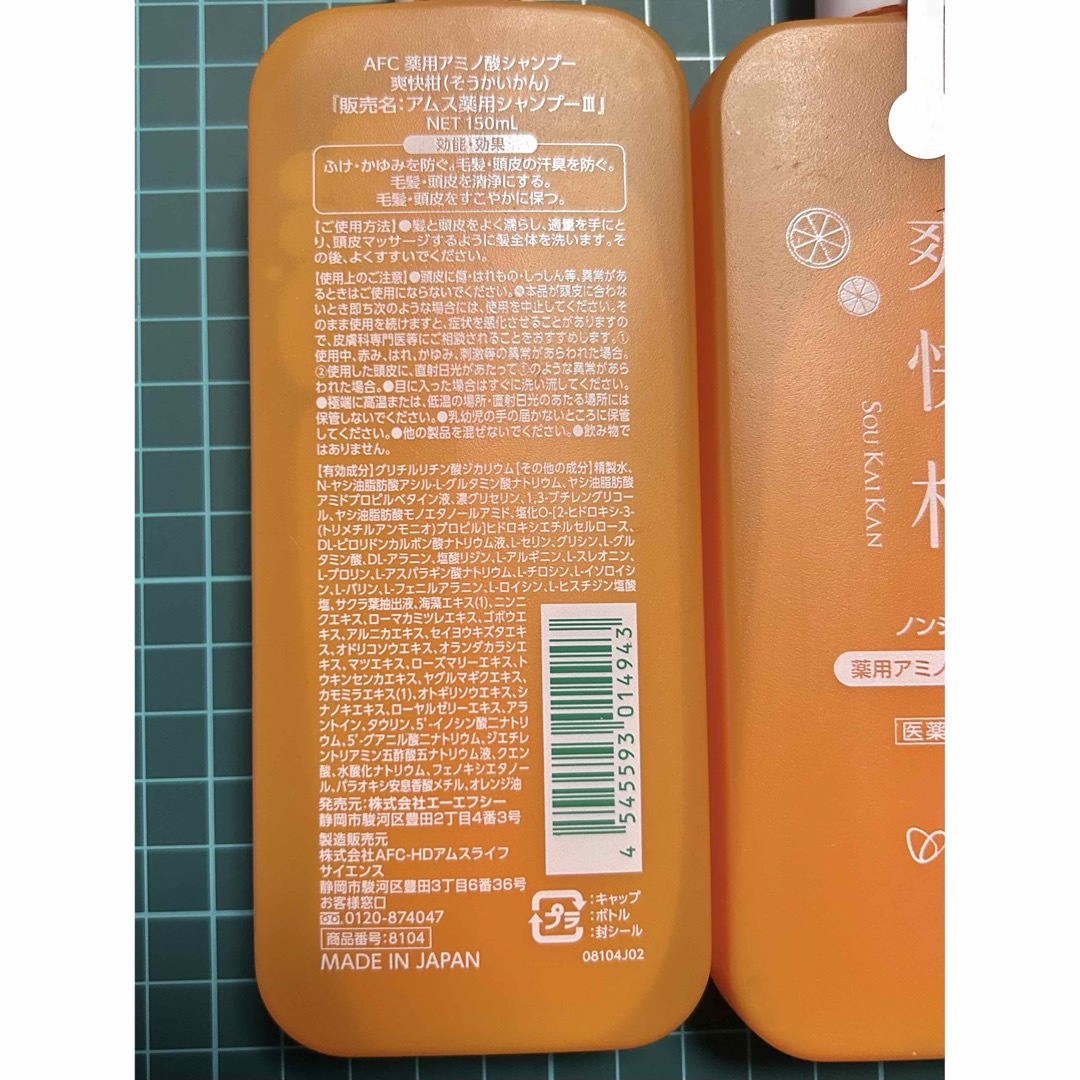 AFC 薬用アミノ酸シャンプー
爽快柑(そうかいかん)
『販売名:アムス薬用シャンプーⅢ』
NET 150mL
効能・効果
ふけ・かゆみを防ぐ。毛髪・頭皮の汗臭を防ぐ。
毛髪・頭皮を清浄にする。
毛髪・頭皮をすこやかに保つ。
【ご使用方法】●髪と頭皮をよく濡らし、適量を手にと
り、頭皮マッサージするように髪全体を洗います。そ
の後、よくすすいでください。
【使用上のご注意】●頭皮に傷・はれもの・しっしん等、異常があ
るときはご使用にならないでください。●本品が頭皮に合わな
いとき即ち次のような場合には、使用を中止してください。そ
のまま使用を続けますと、症状を悪化させることがありますの
で、皮膚科専門医等にご相談されることをおすすめします。①
使用中、赤み、はれ、かゆみ、刺激等の異常があらわれた場合。
②使用した頭皮に、直射日光があたって①のような異常があら
われた場合。●目に入った場合はすぐに洗い流してください。
●極端に高温または、低温の場所・直射日光のあたる場所には
保管しないでください。●乳幼児の手の届かないところに保管
してください。●他の製品を混ぜないでください。●飲み物で
はありません。
【有効成分】グリチルリチン酸ジカリウム【その他の成分】精製水、
N-ヤシ油脂肪酸アシル-L-グルタミン酸ナトリウム、ヤシ油脂肪酸
アミドプロピルベタイン液、濃グリセリン、1,3-ブチレングリコー
ル、ヤシ油脂肪酸モノエタノールアミド、塩化O-[2-ヒドロキシ-3-
(トリメチルアンモニオ)プロピル]ヒドロキシエチルセルロース、
DL-ピロリドンカルボン酸ナトリウム液、L-セリン、グリシン、L-グル
タミン酸、DL-アラニン、塩酸リジン、L-アルギニン、L-スレオニン、
L-プロリン、L-アスパラギン酸ナトリウム、L-チロシン、L-イソロイシ
ン、L-バリン、L-フェニルアラニン、L-ロイシン、L-ヒスチジン塩酸
塩、サクラ葉抽出液、海藻エキス(1)、ニンニ
クエキス、ローマカミツレエキス、ゴボウエ
キス、アルニカエキス、セイヨウキズタエキ
ス、オドリコソウエキス、オランダカラシエ
キス、マツエキス、ローズマリーエキス、ト
ウキンセンカエキス、ヤグルマギクエキス、
カモミラエキス(1)、オトギリソウエキス、シ
ナノキエキス、ローヤルゼリーエキス、アラ
ントイン、タウリン、5'-イノシン酸二ナトリ
ウム、5'-グアニル酸二ナトリウム、ジエチレ
ントリアミン五酢酸五ナトリウム液、クエン
酸、水酸化ナトリウム、フェノキシエタノー
ル、パラオキシ安息香酸メチル、オレンジ油
発売元:株式会社エーエフシー
静岡市駿河区豊田2丁目4番3号
製造販売元
株式会社AFC-HDアムスライフ
サイエンス
静岡市駿河区豊田3丁目6番36号
お客様窓口
0120-874047
商品番号:8104
MADE IN JAPAN
4 545593 014943
プラ
:キャップ
:ボトル
:封シール
08104J02
爽快柑
SOU KAI KAN
ノンシ
薬用アミノ
医薬